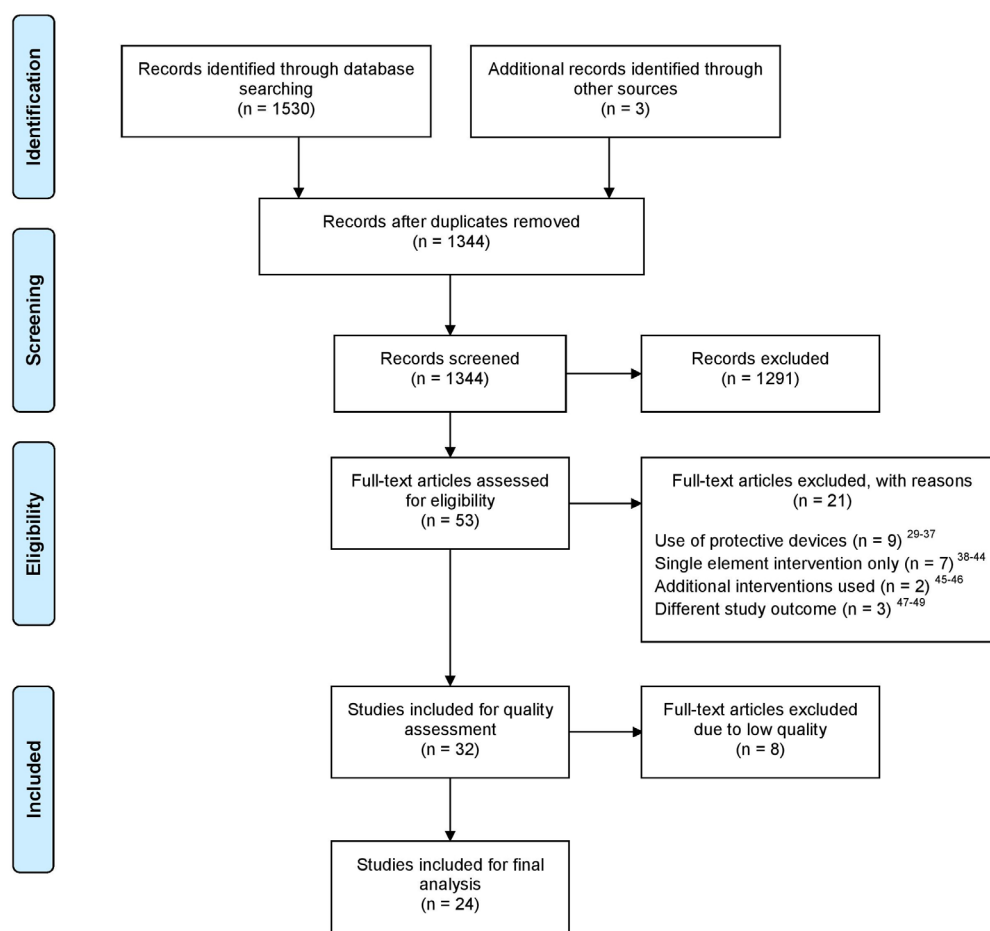 Identification
Records identified through database
searching
(n = 1530)
Additional records identified through
other sources
(n = 3)
Records after duplicates removed
(n = 1344)
Screening
Records screened
(n = 1344)
Records excluded
(n = 1291)
Eligibility
Full-text articles assessed
for eligibility
(n = 53)
Full-text articles excluded, with reasons
(n = 21)
Use of protective devices (n = 9) 29-37
Single element intervention only (n = 7) 38-44
Additional interventions used (n = 2) 45-46
Different study outcome (n = 3) 47-49
Included
Studies included for quality
assessment
(n = 32)
Full-text articles excluded
due to low quality
(n = 8)
Studies included for final
analysis
(n = 24)